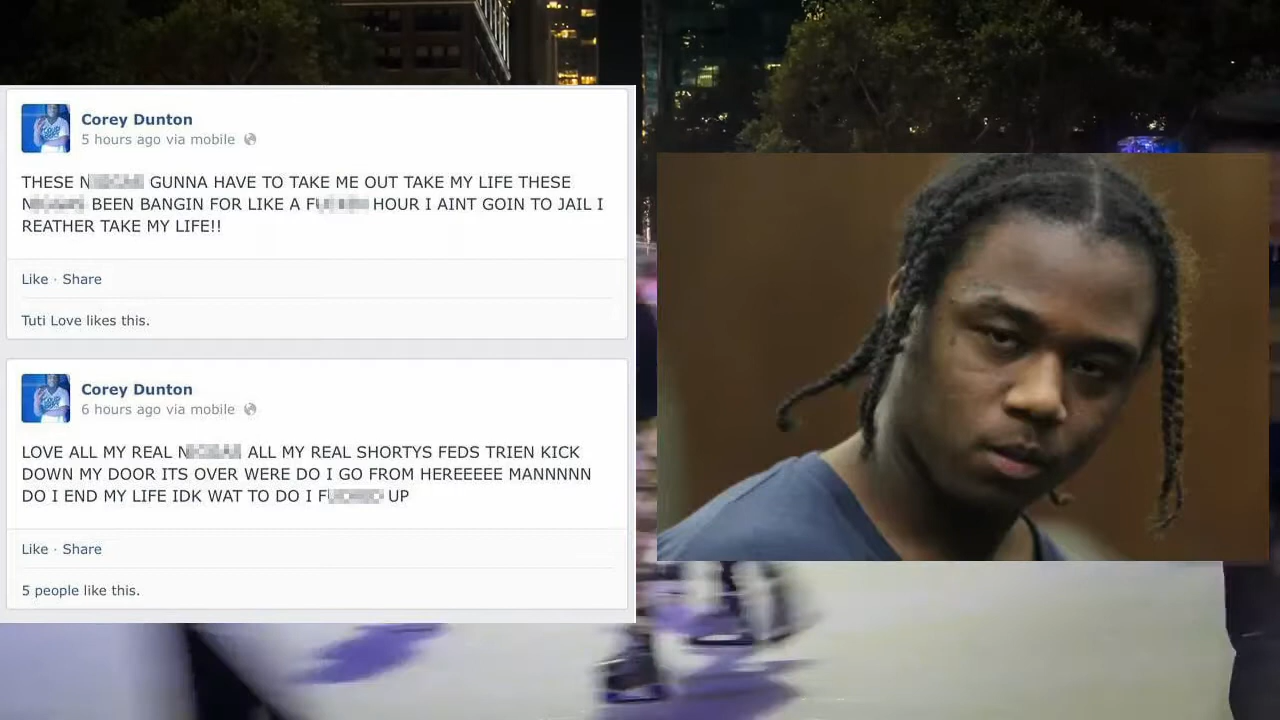 Corey Dunton
5 hours ago via mobile
THESE N GUNNA HAVE TO TAKE ME OUT TAKE MY LIFE THESE
N BEEN BANGIN FOR LIKE A FU HOUR I AINT GOIN TO JAIL I
REATHER TAKE MY LIFE!!
Like · Share
Tuti Love likes this.
Corey Dunton
6 hours ago via mobile
LOVE ALL MY REAL N ALL MY REAL SHORTYS FEDS TRIEN KICK
DOWN MY DOOR ITS OVER WERE DO I GO FROM HEREEEEE MANNNNN
DO I END MY LIFE IDK WAT TO DO I F UP
Like · Share
5 people like this.